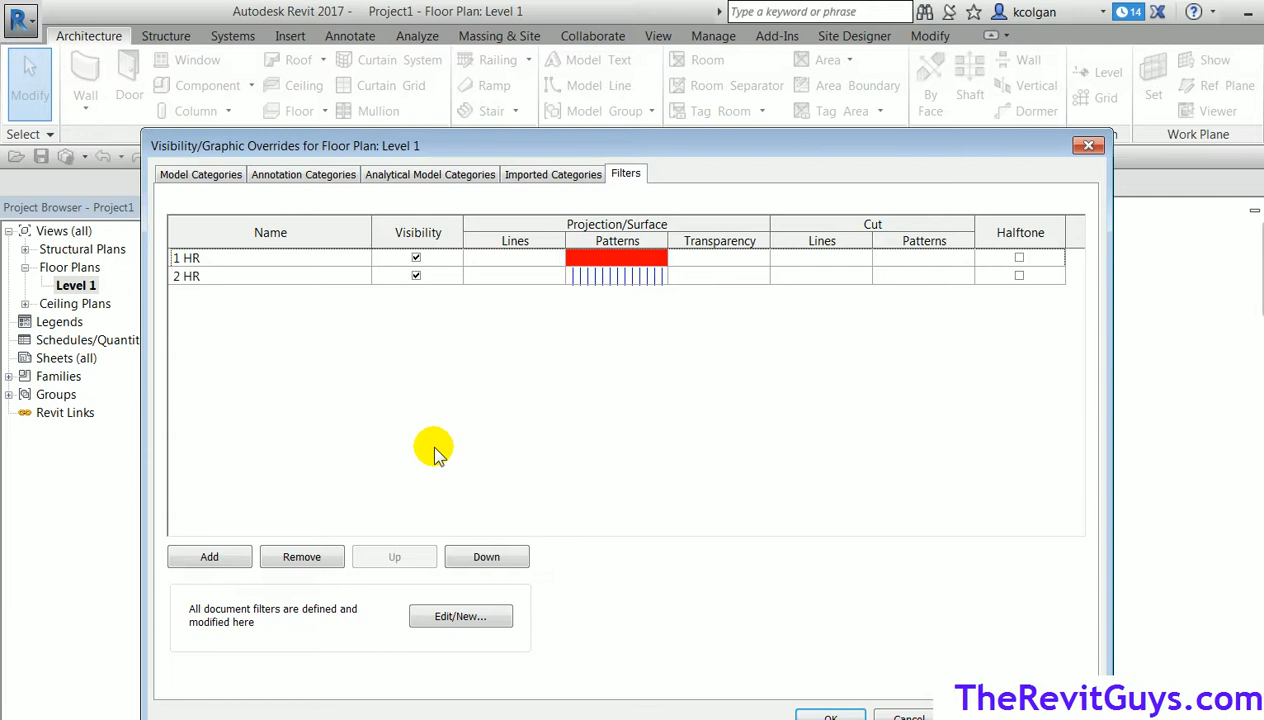 Autodesk Revit 2017 - Project1 - Floor Plan: Level 1
Type a keyword or phrase
kcolgan
14
Architecture Structure Systems Insert Annotate Analyze Massing & Site Collaborate View Manage Add-Ins Site Designer Modify
Modify
Wall
Door
Window
Component
Column
Roof
Ceiling
Floor
Curtain System
Curtain Grid
Mullion
Railing
Ramp
Stair
Model Text
Model Line
Model Group
Room
Room Separator
Tag Room
Area
Area Boundary
Tag Area
By Face
Shaft
Wall
Vertical
Dormer
Level
Grid
Set
Show
Ref Plane
Viewer
Select
Work Plane
Visibility/Graphic Overrides for Floor Plan: Level 1
Model Categories Annotation Categories Analytical Model Categories Imported Categories Filters
Project Browser - Project1
Views (all)
Structural Plans
Floor Plans
Level 1
Ceiling Plans
Legends
Schedules/Quantit
Sheets (all)
Families
Groups
Revit Links
Name Visibility Projection/Surface Cut Halftone
Lines Patterns Transparency Lines Patterns
1 HR
2 HR
Add Remove Up Down
All document filters are defined and
modified here
Edit/New...
OK Cancel
TheRevitGuys.com